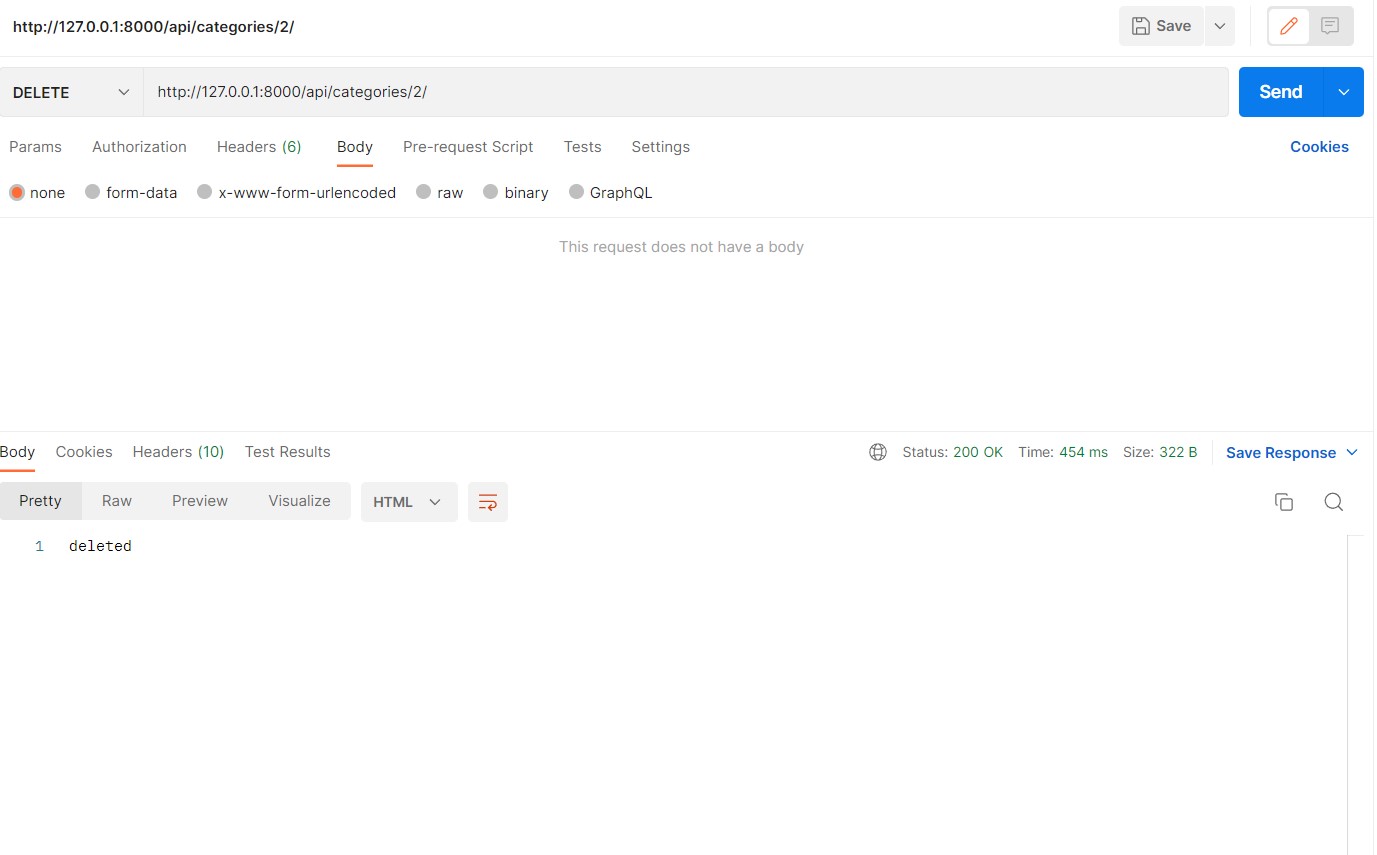 http://127.0.0.1:8000/api/categories/2/
Save
DELETE
http://127.0.0.1:8000/api/categories/2/
Send
Params Authorization Headers (6) Body Pre-request Script Tests Settings Cookies
none form-data x-www-form-urlencoded raw binary GraphQL
This request does not have a body
Body Cookies Headers (10) Test Results Status: 200 OK Time: 454 ms Size: 322 B Save Response
Pretty Raw Preview Visualize HTML
1 deleted